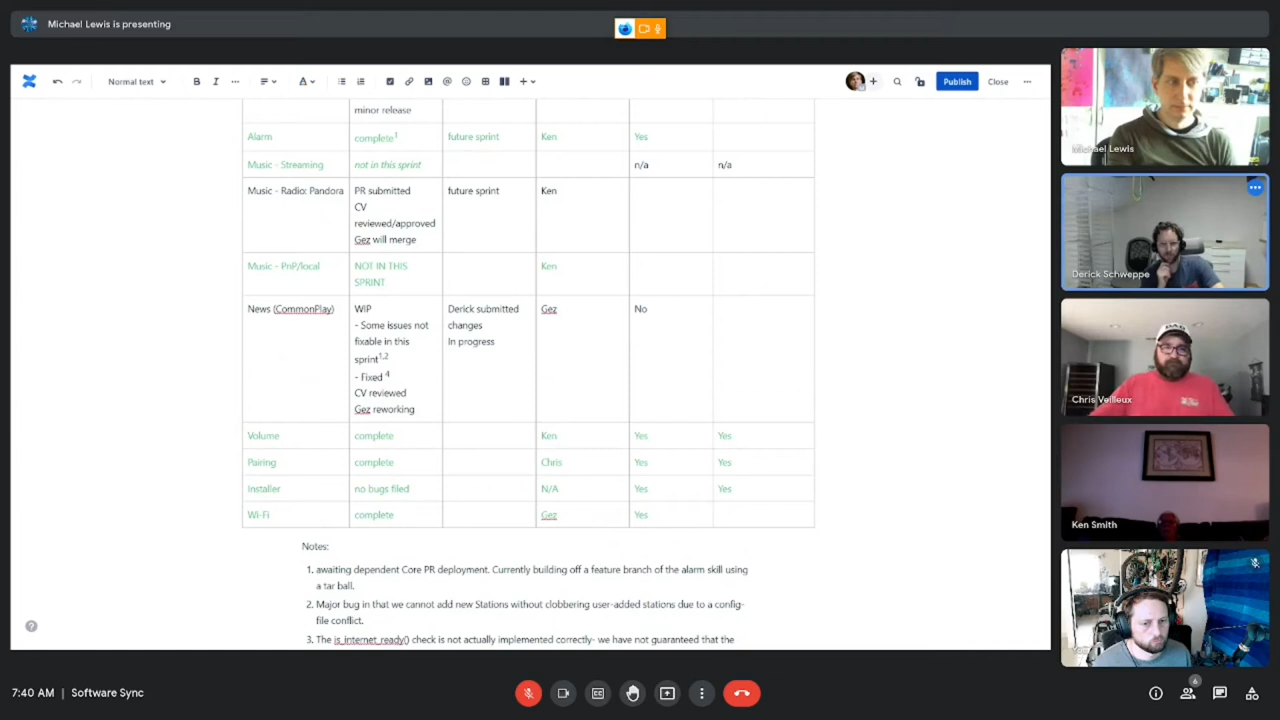 Michael Lewis is presenting
Normal text
B I
A
@
Publish
Close
minor release
Alarm complete1 future sprint Ken Yes
Music - Streaming not in this sprint n/a n/a
Music - Radio: Pandora PR submitted future sprint Ken
CV
reviewed/approved
Gez will merge
Music - PnP/local NOT IN THIS Ken
SPRINT
News (CommonPlay) WIP Derick submitted Gez No
- Some issues not changes
fixable in this In progress
sprint1,2
- Fixed 4
CV reviewed
Gez reworking
Volume complete Ken Yes Yes
Pairing complete Chris Yes Yes
Installer no bugs filed N/A Yes Yes
Wi-Fi complete Gez Yes
Notes:
1. awaiting dependent Core PR deployment. Currently building off a feature branch of the alarm skill using
a tar ball.
2. Major bug in that we cannot add new Stations without clobbering user-added stations due to a config-
file conflict.
3. The is_internet_ready() check is not actually implemented correctly- we have not guaranteed that the
Michael Lewis
Derick Schweppe
Chris Veilleux
Ken Smith
7:40 AM | Software Sync
CC
6